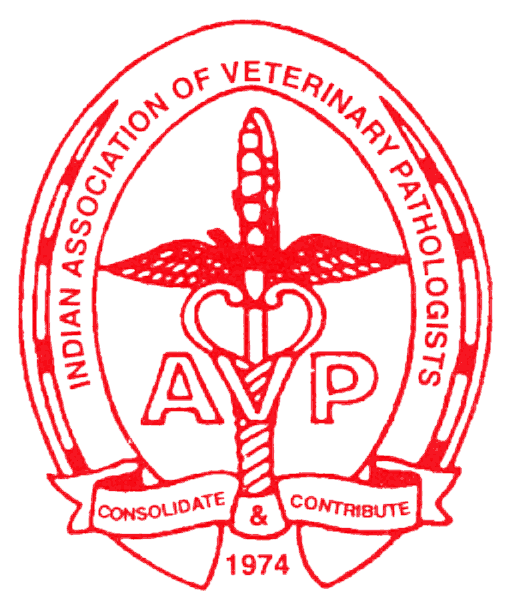 INDIAN ASSOCIATION OF VETERINARY PATHOLOGISTS
AVP
CONSOLIDATE & CONTRIBUTE
1974